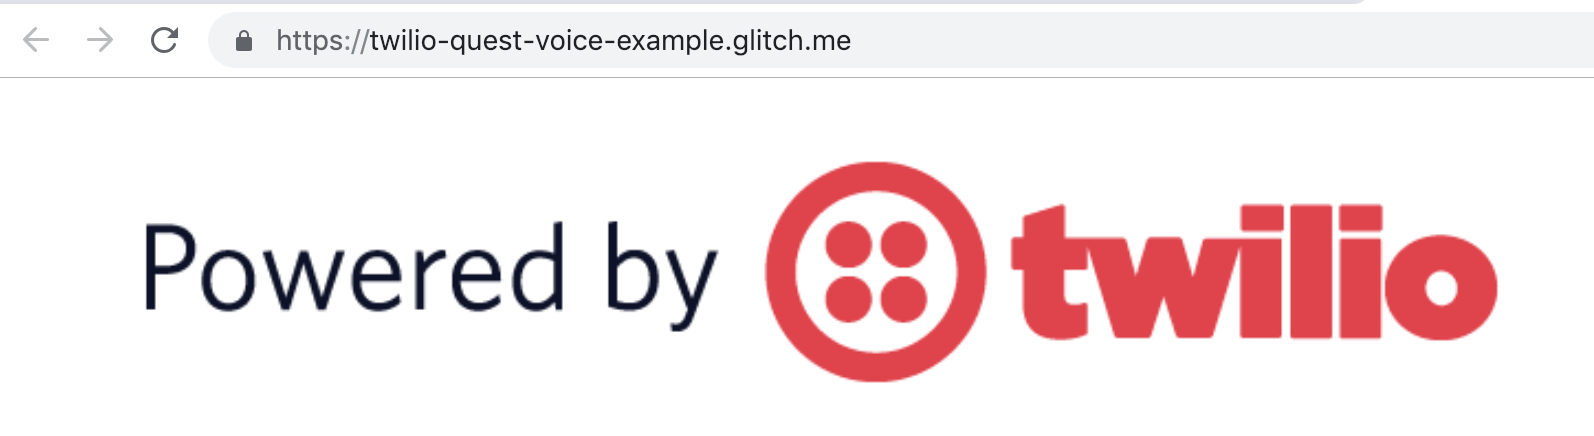 https://twilio-quest-voice-example.glitch.me
Powered by twilio